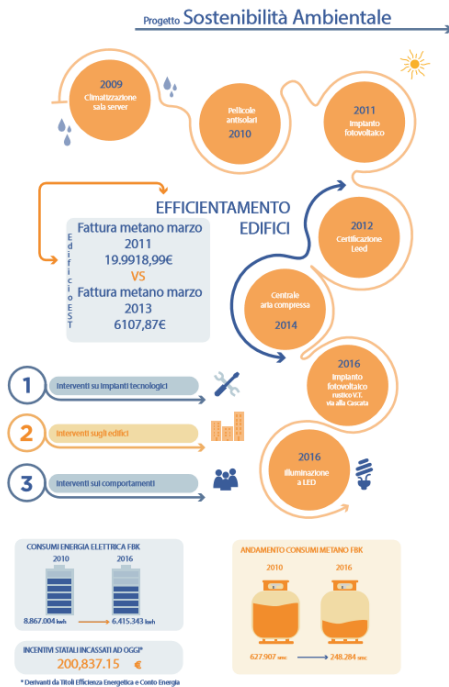 Progetto Sostenibilità Ambientale
2009
Climatizzazione
sala server
Pellicole
antisolari
2010
2011
Impianto
fotovoltaico
EFFICIENTAMENTO
EDIFICI
2012
Certificazione
Leed
Edificio EST
Fattura metano marzo
2011
19.9918,99€
VS
Fattura metano marzo
2013
6107,87€
Centrale
aria compressa
2014
2016
Impianto
fotovoltaico
rustico V.T.
via alla Cascata
1
Interventi su impianti tecnologici
2
Interventi sugli edifici
3
Interventi sui comportamenti
2016
Illuminazione
a LED
CONSUMI ENERGIA ELETTRICA FBK
2010 2016
8.867.004 kwh 6.415.343 kwh
INCENTIVI STATALI INCASSATI AD OGGI*
200,837.15 €
* Derivanti da Titoli Efficienza Energetica e Conto Energia
ANDAMENTO CONSUMI METANO FBK
2010 2016
627.907 248.284